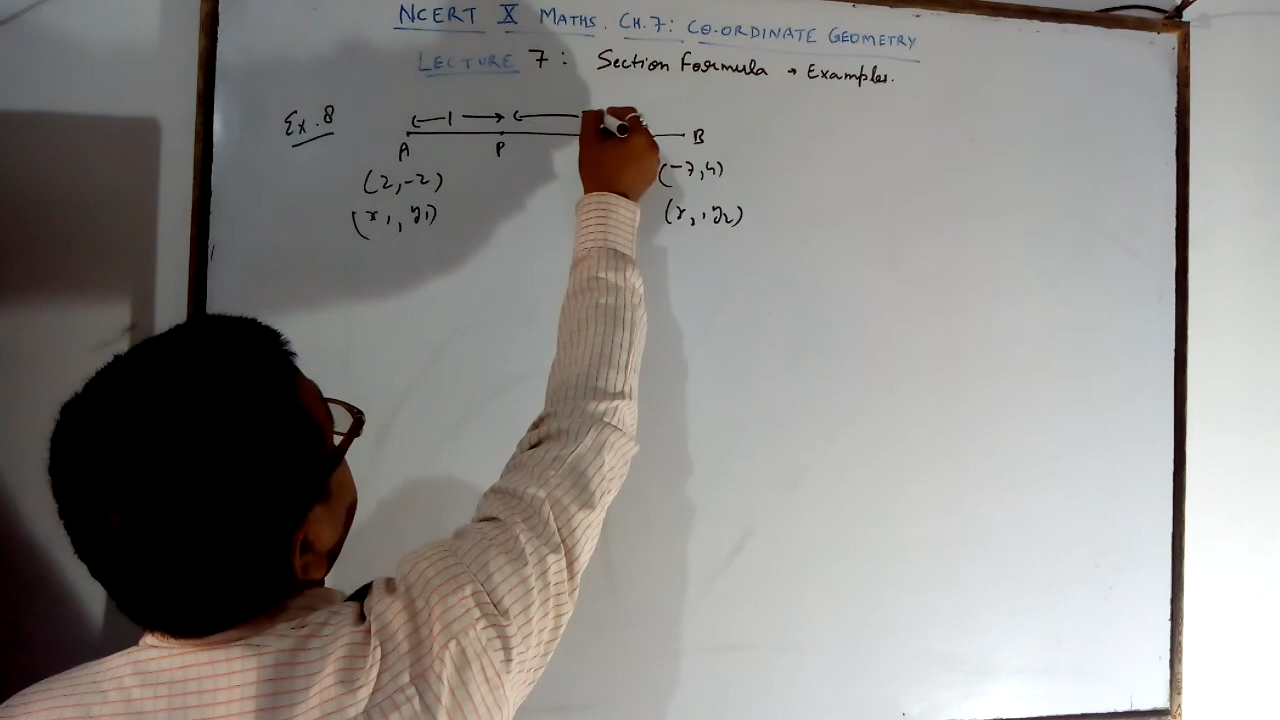 NCERT X MATHS. CH.7: CO-ORDINATE GEOMETRY
LECTURE 7: Section Formula → Examples.
Ex.8
1
A P B
(2,-2) (-7,4)
(x1, y1) (x2, y2)